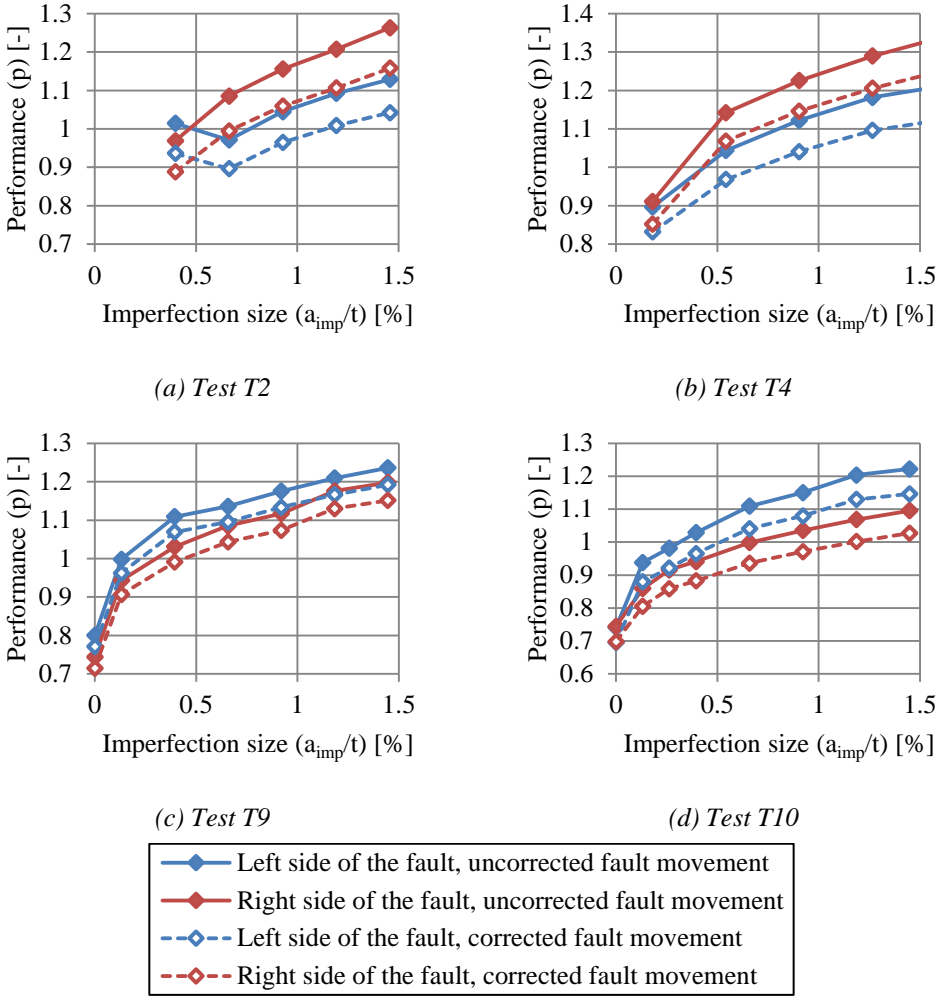 Performance (p) [-]
1.3
1.2
1.1
1
0.9
0.8
0.7
0 0.5 1 1.5
Imperfection size (a_imp/t) [%]
(a) Test T2
Performance (p) [-]
1.4
1.3
1.2
1.1
1
0.9
0.8
0 0.5 1 1.5
Imperfection size (a_imp/t) [%]
(b) Test T4
Performance (p) [-]
1.3
1.2
1.1
1
0.9
0.8
0.7
0 0.5 1 1.5
Imperfection size (a_imp/t) [%]
(c) Test T9
Performance (p) [-]
1.3
1.2
1.1
1
0.9
0.8
0.7
0.6
0 0.5 1 1.5
Imperfection size (a_imp/t) [%]
(d) Test T10
Left side of the fault, uncorrected fault movement
Right side of the fault, uncorrected fault movement
Left side of the fault, corrected fault movement
Right side of the fault, corrected fault movement